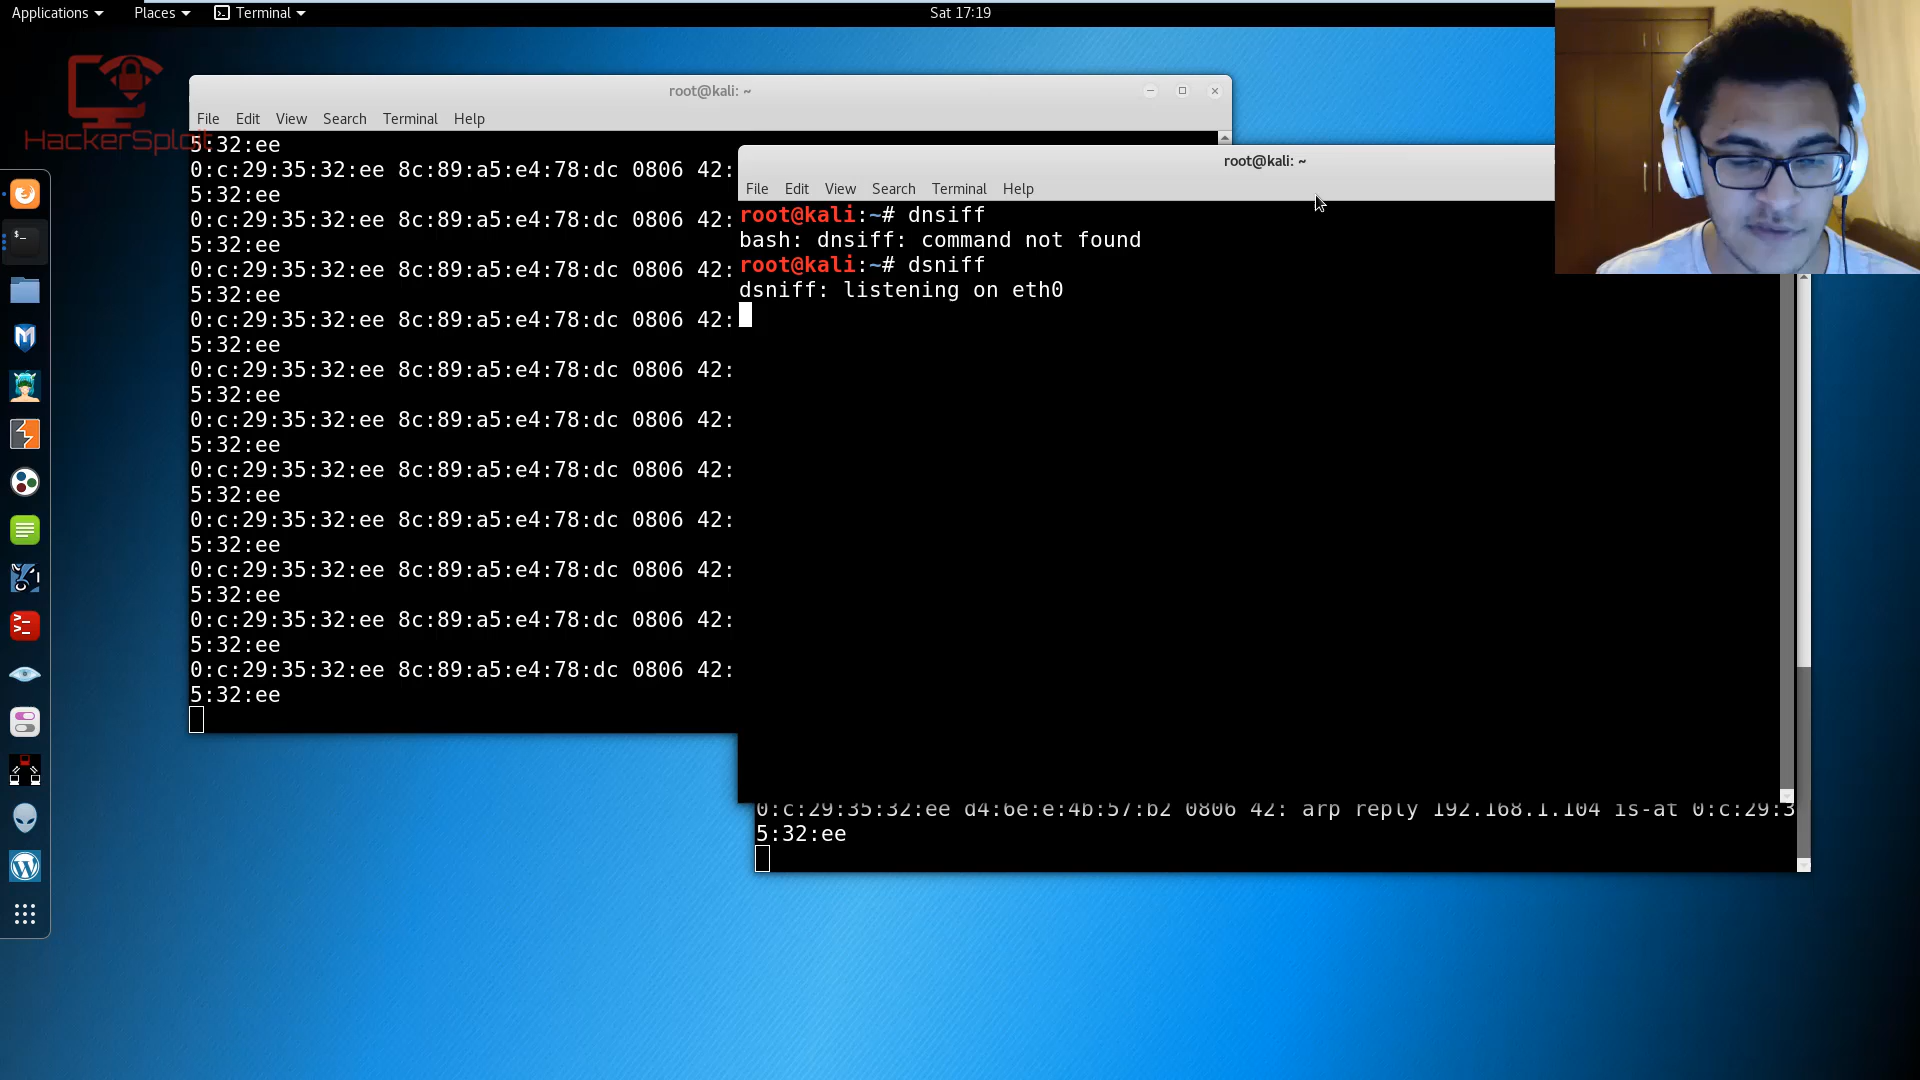 Applications Places Terminal Sat 17:19
HackerSploit
root@kali: ~
File Edit View Search Terminal Help
5:32:ee
0:c:29:35:32:ee 8c:89:a5:e4:78:dc 0806 42:
5:32:ee
0:c:29:35:32:ee 8c:89:a5:e4:78:dc 0806 42:
5:32:ee
0:c:29:35:32:ee 8c:89:a5:e4:78:dc 0806 42:
5:32:ee
0:c:29:35:32:ee 8c:89:a5:e4:78:dc 0806 42:
5:32:ee
0:c:29:35:32:ee 8c:89:a5:e4:78:dc 0806 42:
5:32:ee
0:c:29:35:32:ee 8c:89:a5:e4:78:dc 0806 42:
5:32:ee
0:c:29:35:32:ee 8c:89:a5:e4:78:dc 0806 42:
5:32:ee
0:c:29:35:32:ee 8c:89:a5:e4:78:dc 0806 42:
5:32:ee
0:c:29:35:32:ee 8c:89:a5:e4:78:dc 0806 42:
5:32:ee
0:c:29:35:32:ee 8c:89:a5:e4:78:dc 0806 42:
5:32:ee
0:c:29:35:32:ee 8c:89:a5:e4:78:dc 0806 42:
5:32:ee
root@kali: ~
File Edit View Search Terminal Help
root@kali:~# dnsiff
bash: dnsiff: command not found
root@kali:~# dsniff
dsniff: listening on eth0
0:c:29:35:32:ee d4:6e:e:4b:57:b2 0806 42: arp reply 192.168.1.104 is-at 0:c:29:3
5:32:ee